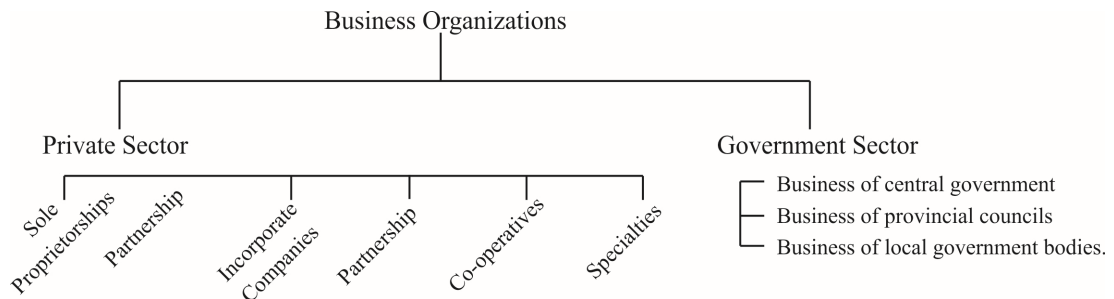 Business Organizations
Private Sector
Government Sector
Sole
Proprietorships
Partnership
Incorporate
Companies
Partnership
Co-operatives
Specialties
Business of central government
Business of provincial councils
Business of local government bodies.